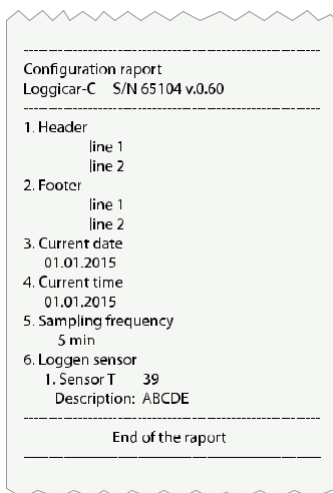 Configuration raport
Loggicar-C S/N 65104 v.0.60
1. Header
line 1
line 2
2. Footer
line 1
line 2
3. Current date
01.01.2015
4. Current time
01.01.2015
5. Sampling frequency
5 min
6. Loggen sensor
1. Sensor T 39
Description: ABCDE
End of the raport